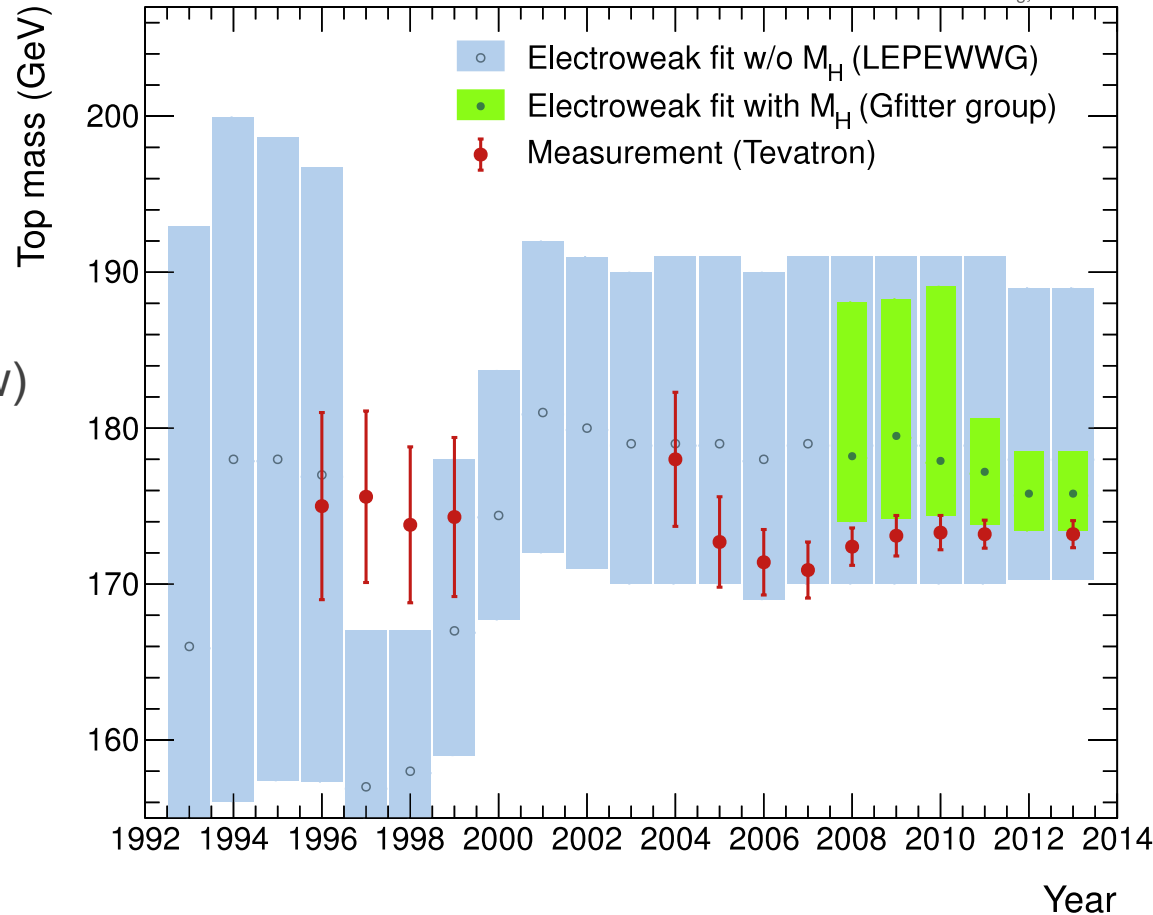 Top mass (GeV)
Electroweak fit w/o M_H (LEPEWWG)
Electroweak fit with M_H (Gfitter group)
Measurement (Tevatron)
200
190
180
170
160
1992 1994 1996 1998 2000 2002 2004 2006 2008 2010 2012 2014
Year